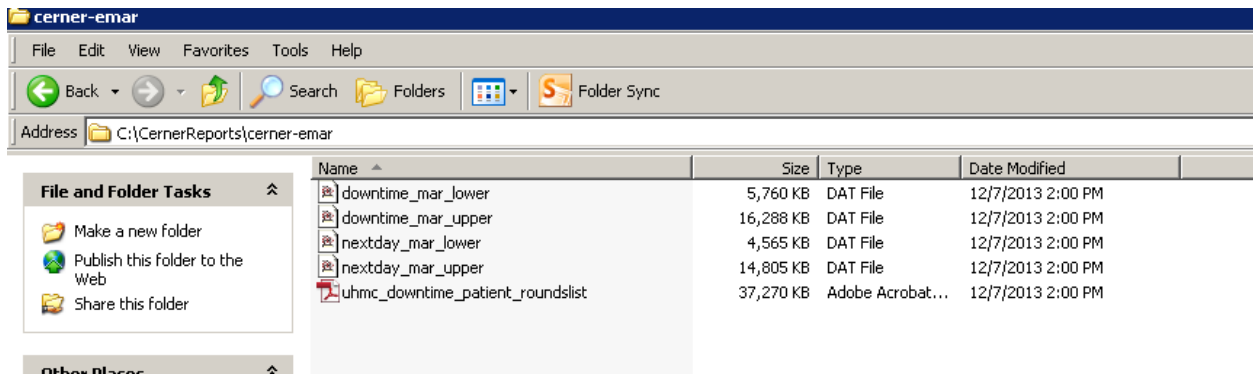 cerner-emar
File Edit View Favorites Tools Help
Back Search Folders Folder Sync
Address C:\CernerReports\cerner-emar
File and Folder Tasks
Make a new folder
Publish this folder to the
Web
Share this folder
Other Places
Name Size Type Date Modified
downtime_mar_lower 5,760 KB DAT File 12/7/2013 2:00 PM
downtime_mar_upper 16,288 KB DAT File 12/7/2013 2:00 PM
nextday_mar_lower 4,565 KB DAT File 12/7/2013 2:00 PM
nextday_mar_upper 14,805 KB DAT File 12/7/2013 2:00 PM
uhmc_downtime_patient_roundslist 37,270 KB Adobe Acrobat... 12/7/2013 2:00 PM